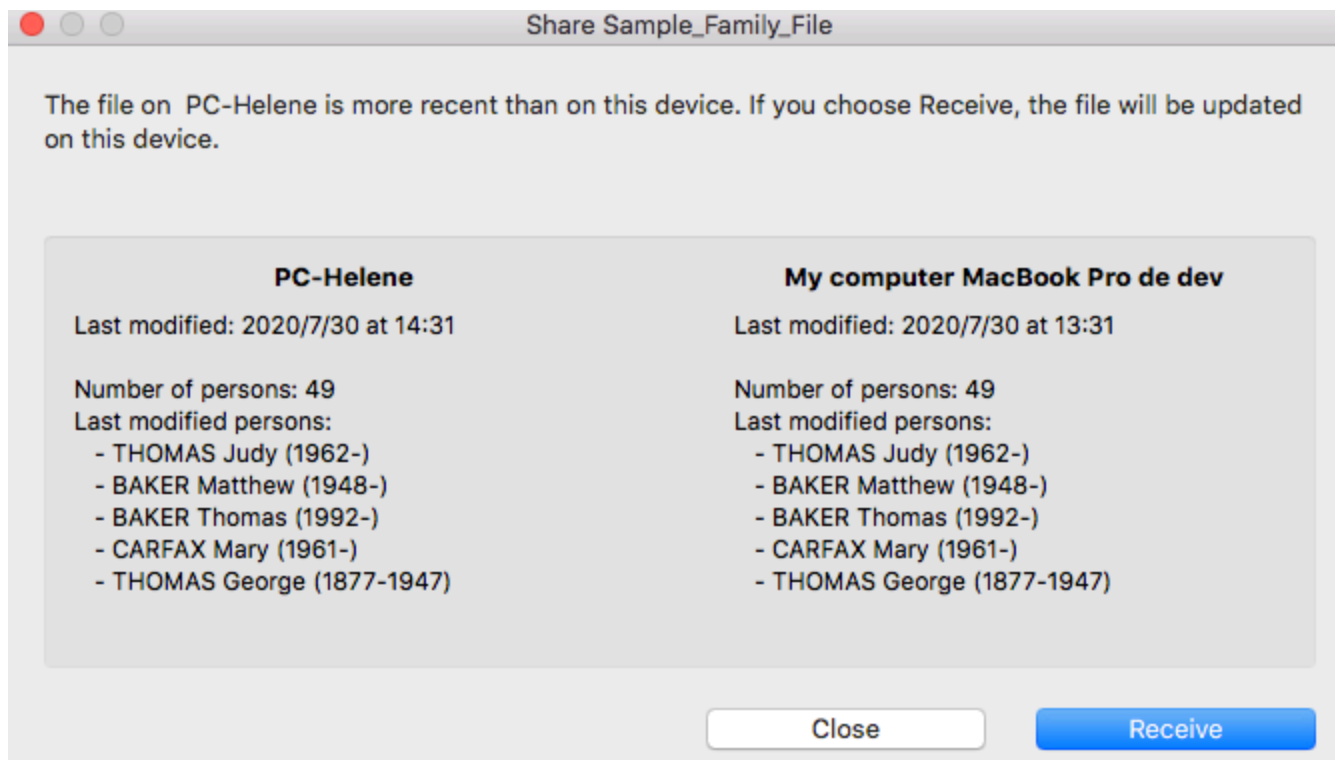 Share Sample_Family_File
The file on  PC-Helene is more recent than on this device. If you choose Receive, the file will be updated
on this device.
PC-Helene
Last modified: 2020/7/30 at 14:31
Number of persons: 49
Last modified persons:
- THOMAS Judy (1962-)
- BAKER Matthew (1948-)
- BAKER Thomas (1992-)
- CARFAX Mary (1961-)
- THOMAS George (1877-1947)
My computer MacBook Pro de dev
Last modified: 2020/7/30 at 13:31
Number of persons: 49
Last modified persons:
- THOMAS Judy (1962-)
- BAKER Matthew (1948-)
- BAKER Thomas (1992-)
- CARFAX Mary (1961-)
- THOMAS George (1877-1947)
Close
Receive